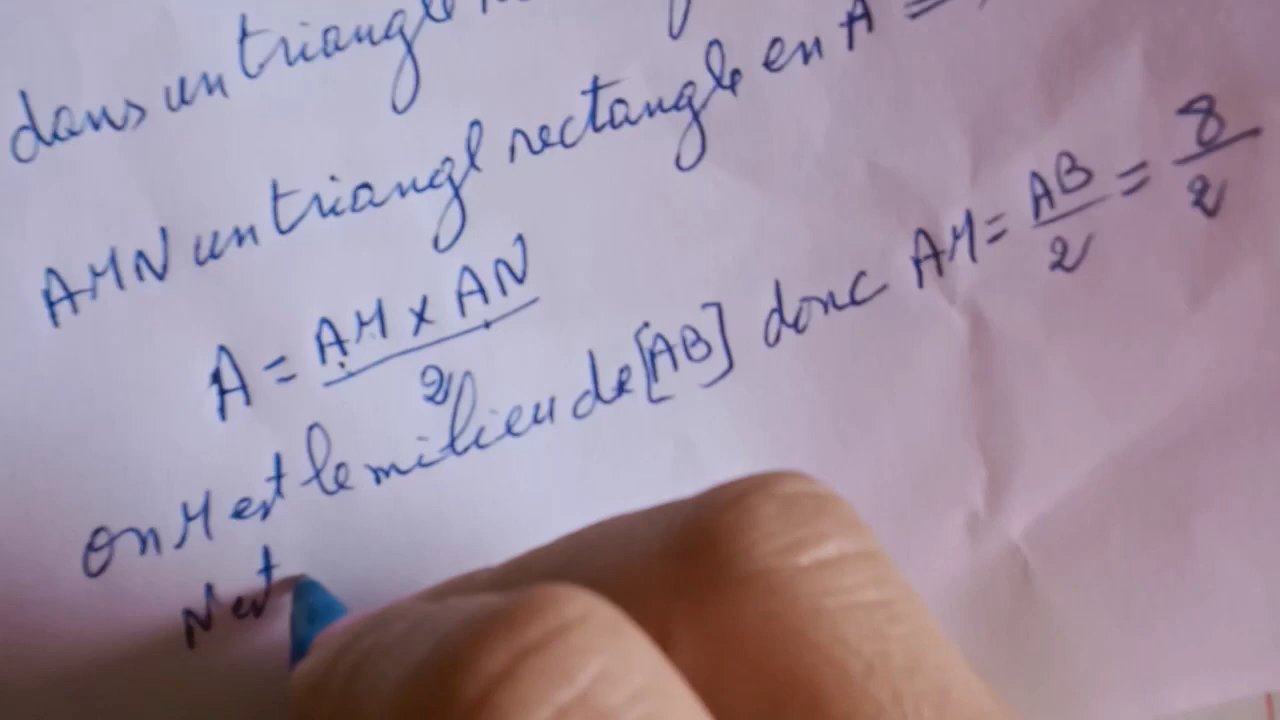 dans un triangle
AMN un triangl rectangle en A =
A = AM x AN / 2
on M est le milieu de [AB] donc AM = AB / 2 = 8 / 2
N est